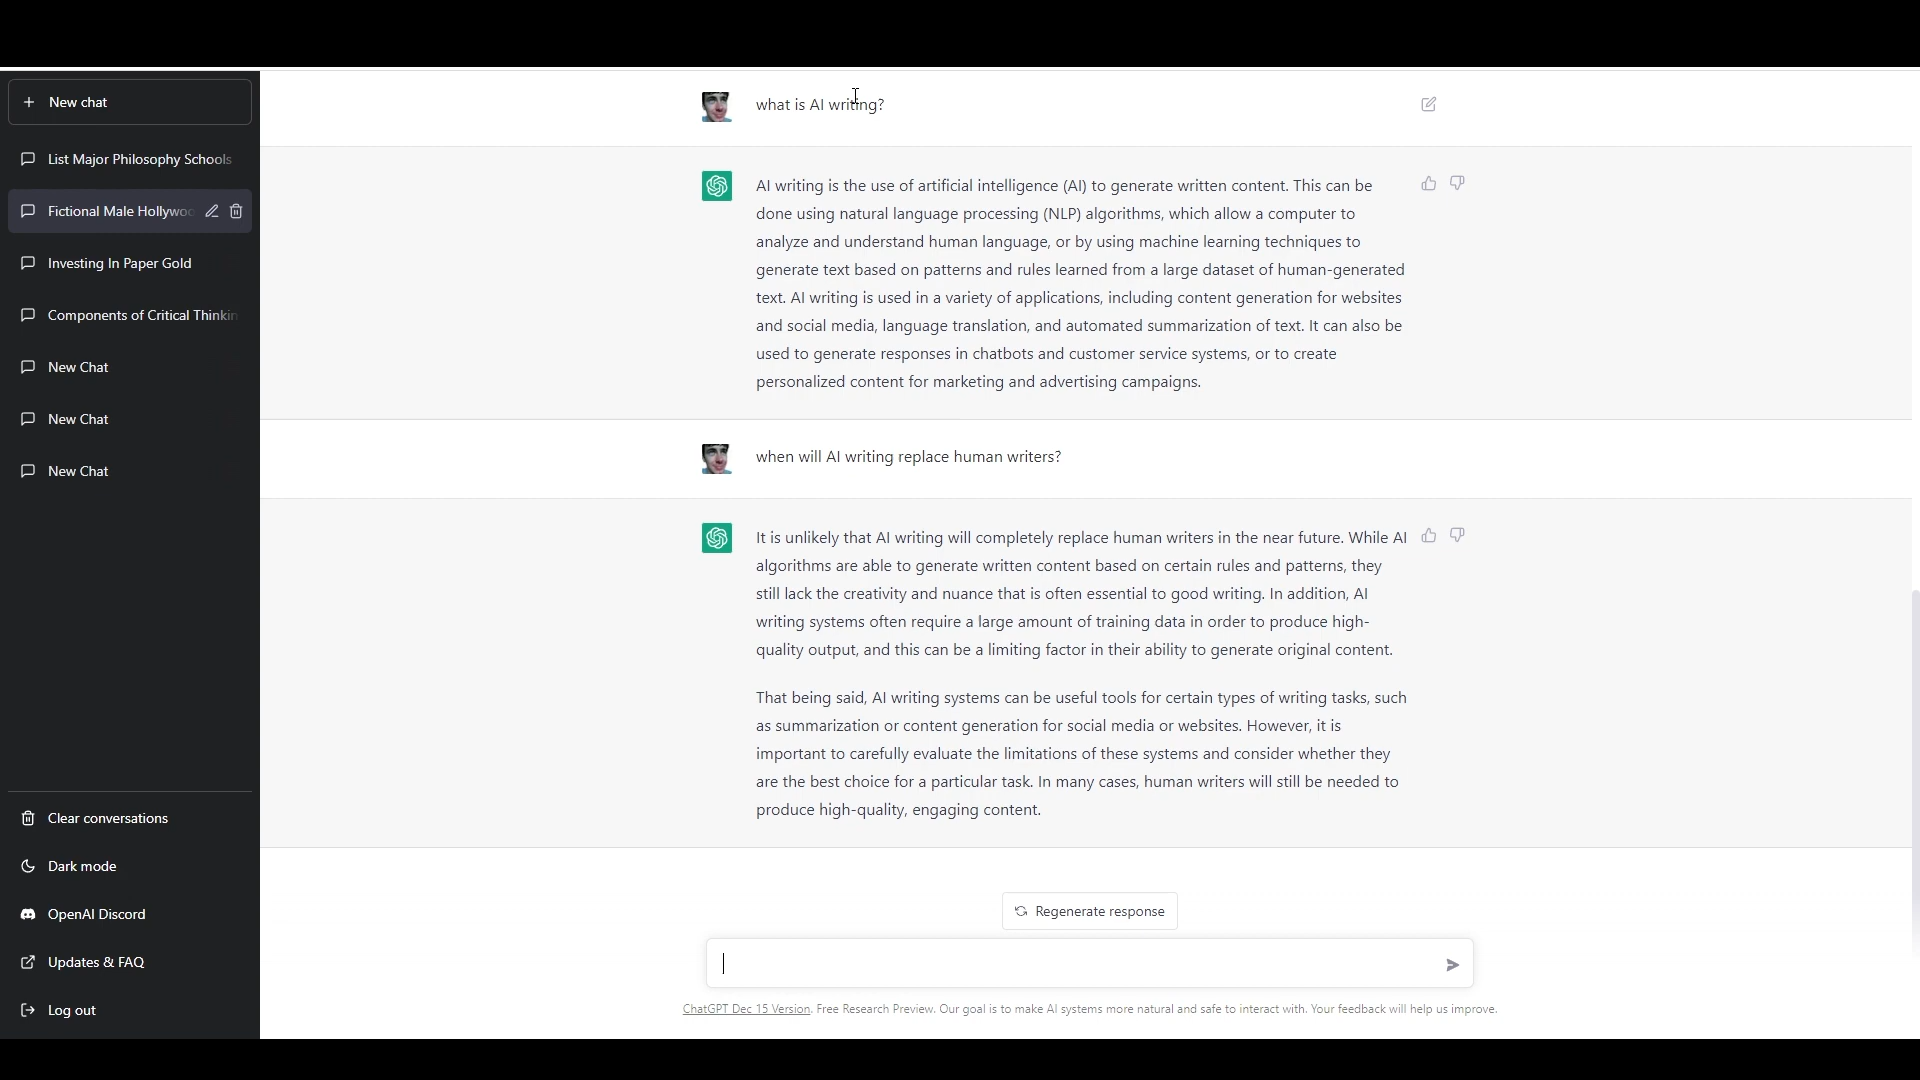 New chat
List Major Philosophy Schools
Fictional Male Hollywoo
Investing In Paper Gold
Components of Critical Thinkin
New Chat
New Chat
New Chat
Clear conversations
Dark mode
OpenAI Discord
Updates & FAQ
Log out
what is AI writing?
AI writing is the use of artificial intelligence (AI) to generate written content. This can be
done using natural language processing (NLP) algorithms, which allow a computer to
analyze and understand human language, or by using machine learning techniques to
generate text based on patterns and rules learned from a large dataset of human-generated
text. AI writing is used in a variety of applications, including content generation for websites
and social media, language translation, and automated summarization of text. It can also be
used to generate responses in chatbots and customer service systems, or to create
personalized content for marketing and advertising campaigns.
when will AI writing replace human writers?
It is unlikely that AI writing will completely replace human writers in the near future. While AI
algorithms are able to generate written content based on certain rules and patterns, they
still lack the creativity and nuance that is often essential to good writing. In addition, AI
writing systems often require a large amount of training data in order to produce high-
quality output, and this can be a limiting factor in their ability to generate original content.
That being said, AI writing systems can be useful tools for certain types of writing tasks, such
as summarization or content generation for social media or websites. However, it is
important to carefully evaluate the limitations of these systems and consider whether they
are the best choice for a particular task. In many cases, human writers will still be needed to
produce high-quality, engaging content.
Regenerate response
ChatGPT Dec 15 Version. Free Research Preview. Our goal is to make AI systems more natural and safe to interact with. Your feedback will help us improve.